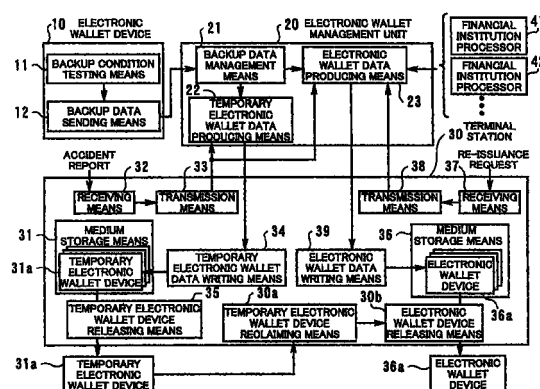 10
ELECTRONIC
WALLET DEVICE
11
BACKUP CONDITION
TESTING MEANS
12
BACKUP DATA
SENDING MEANS
20
ELECTRONIC WALLET
MANAGEMENT UNIT
21
BACKUP DATA
MANAGEMENT
MEANS
22
TEMPORARY
ELECTRONIC
WALLET DATA
PRODUCING MEANS
ELECTRONIC
WALLET DATA
PRODUCING MEANS
23
FINANCIAL
INSTITUTION
PROCESSOR
FINANCIAL
INSTITUTION
PROCESSOR
TERMINAL
STATION
30
ACCIDENT
REPORT
32
RECEIVING
MEANS
33
TRANSMISSION
MEANS
38
TRANSMISSION
MEANS
RE-ISSUANCE
REQUEST
37
RECEIVING
MEANS
31
MEDIUM
STORAGE MEANS
31a
TEMPORARY
ELECTRONIC
WALLET DEVICE
34
TEMPORARY
ELECTRONIC WALLET
DATA WRITING MEANS
39
ELECTRONIC
WALLET DATA
WRITING MEANS
36
MEDIUM
STORAGE MEANS
ELECTRONIC
WALLET
DEVICE
36a
35
TEMPORARY ELECTRONIC
WALLET DEVICE
RELEASING MEANS
30a
TEMPORARY ELECTRONIC
WALLET DEVICE
RECLAIMING MEANS
30b
ELECTRONIC
WALLET DEVICE
RELEASING MEANS
31a
TEMPORARY
ELECTRONIC
WALLET DEVICE
36a
ELECTRONIC
WALLET
DEVICE